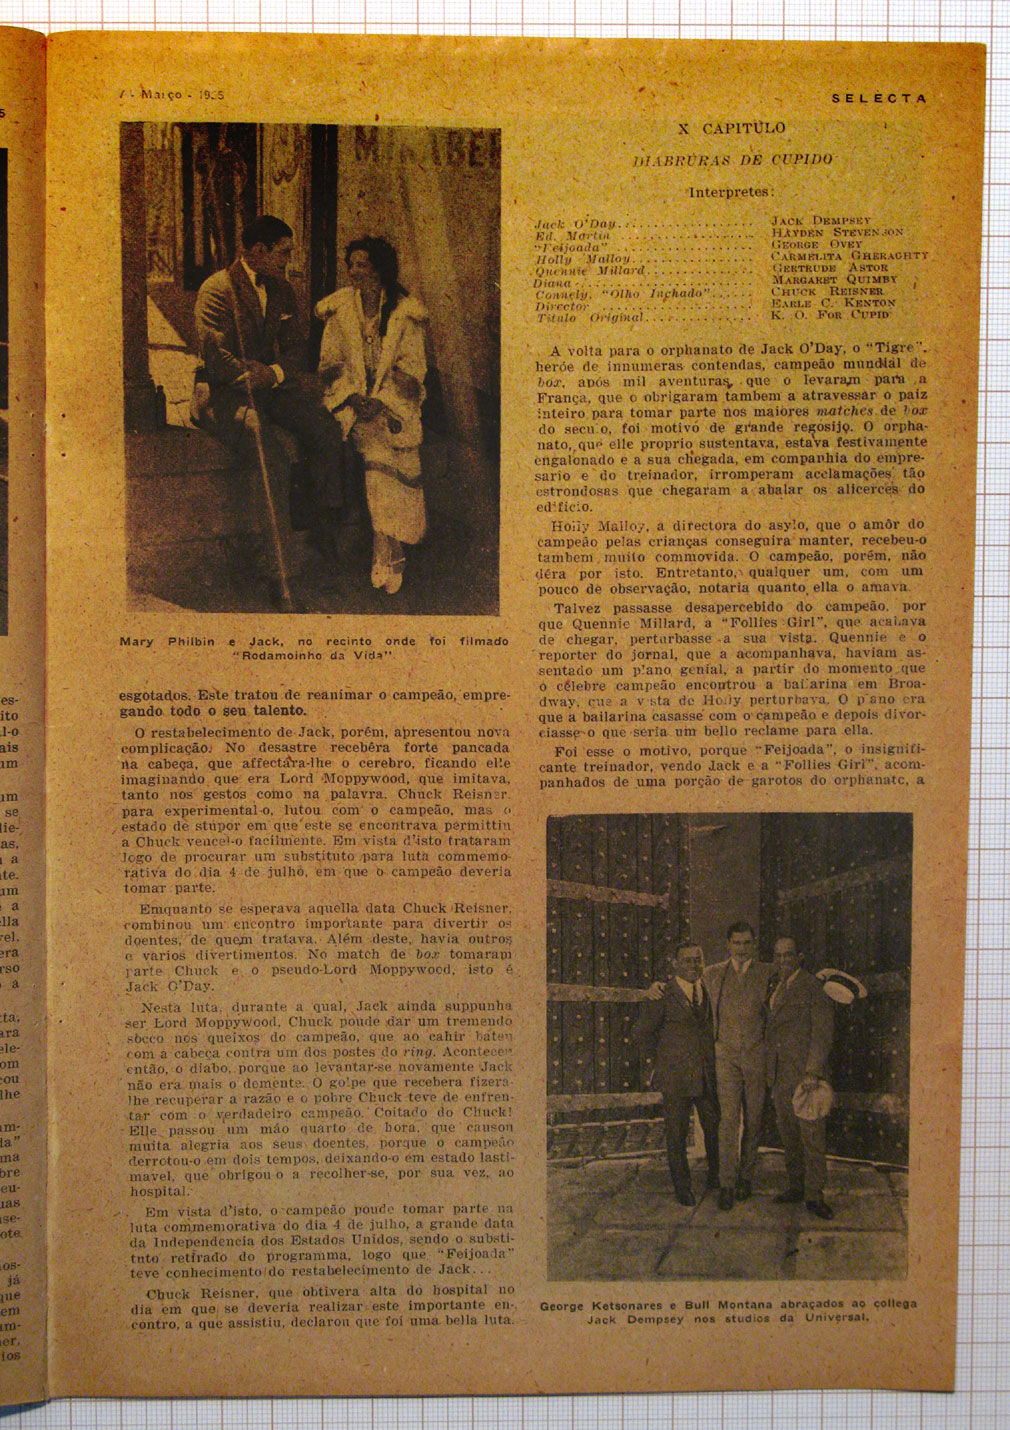 7 - Março - 1925
SELECTA
MIRABEL
Mary Philbin e Jack, no recinto onde foi filmado
“Rodamoinho da Vida”.
esgotados. Este tratou de reanimar o campeão, empre-
gando todo o seu talento.
O restabelecimento de Jack, porém, apresentou nova
complicação. No desastre recebêra forte pancada
na cabeça, que affectára-lhe o cerebro, ficando elle
imaginando que era Lord Moppywood, que imitava,
tanto nos gestos como na palavra. Chuck Reisner,
para experimental-o, lutou com o campeão, mas o
estado de stupor em que este se encontrava permittiu
a Chuck vencel-o facilmente. Em vista d’isto trataram
logo de procurar um substituto para luta commemo-
rativa do dia 4 de julho, em que o campeão deveria
tomar parte.
Emquanto se esperava aquella data Chuck Reisner,
combinou um encontro importante para divertir os
doentes, de quem tratava. Além deste, havia outros
e varios divertimentos. No match de box tomaram
parte Chuck e o pseudo-Lord Moppywood, isto é
Jack O’Day.
Nesta luta, durante a qual, Jack ainda suppunha
ser Lord Moppywood, Chuck poude dar um tremendo
sôcco nos queixos do campeão, que ao cahir bateu
com a cabeça contra um dos postes do ring. Aconteceu
então, o diabo, porque ao levantar-se novamente Jack
não era mais o demente. O golpe que recebera fizera-
lhe recuperar a razão e o pobre Chuck teve de enfren-
tar com o verdadeiro campeão. Coitado do Chuck!
Elle passou um máo quarto de hora, que causou
muita alegria aos seus doentes, porque o campeão
derrotou-o em dois tempos, deixando-o em estado lasti-
mavel, que obrigou-o a recolher-se, por sua vez, ao
hospital.
Em vista d’isto, o campeão poude tomar parte na
luta commemorativa do dia 4 de julho, a grande data
da Independencia dos Estados Unidos, sendo o substi-
tuto retirado do programma, logo que “Feijoada”
teve conhecimento do restabelecimento de Jack...
Chuck Reisner, que obtivera alta do hospital no
dia em que se deveria realizar este importante en-
contro, a que assistiu, declarou que foi uma bella luta.
X CAPITULO
DIABRURAS DE CUPIDO
Interpretes:
Jack O’Day.................. JACK DEMPSEY
Ed. Martin .................. HAYDEN STEVENSON
“Feijoada” .................. GEORGE OVEY
Holly Malloy................ CARMELITA GHERAGHTY
Quennie Millard.............. GERTRUDE ASTOR
Diana....................... MARGARET QUIMBY
Connely, “Olho Inchado”...... CHUCK REISNER
Director .................... EARLE C. KENTON
Titulo Original.............. K. O. FOR CUPID
A volta para o orphanato de Jack O’Day, o “Tigre”,
heróe de innumeras contendas, campeão mundial de
box, após mil aventuras, que o levaram para a
França, que o obrigaram tambem a atravessar o paiz
inteiro para tomar parte nos maiores matches de box
do seculo, foi motivo de grande regosijo. O orpha-
nato, que elle proprio sustentava, estava festivamente
engalonado e a sua chegada, em companhia do empre-
sario e do treinador, irromperam acclamações tão
estrondosas que chegaram a abalar os alicerces do
edificio.
Holly Malloy, a directora do asylo, que o amôr do
campeão pelas crianças conseguira manter, recebeu-o
tambem muito commovida. O campeão, porém, não
déra por isto. Entretanto, qualquer um, com um
pouco de observação, notaria quanto ella o amava.
Talvez passasse desapercebido do campeão, por
que Quennie Millard, a “Follies Girl”, que acabava
de chegar, perturbasse a sua vista. Quennie e o
reporter do jornal, que a acompanhava, haviam as-
sentado um plano genial, a partir do momento que
o célebre campeão encontrou a bailarina em Broa-
dway, que a vista de Holly perturbava. O plano era
que a bailarina casasse com o campeão e depois divor-
ciasse-o que seria um bello reclame para ella.
Foi esse o motivo, porque “Feijoada”, o insignifi-
cante treinador, vendo Jack e a “Follies Girl”, acom-
panhados de uma porção de garotos do orphanato, a
George Ketsonares e Bull Montana abraçados ao collega
Jack Dempsey nos studios da Universal.